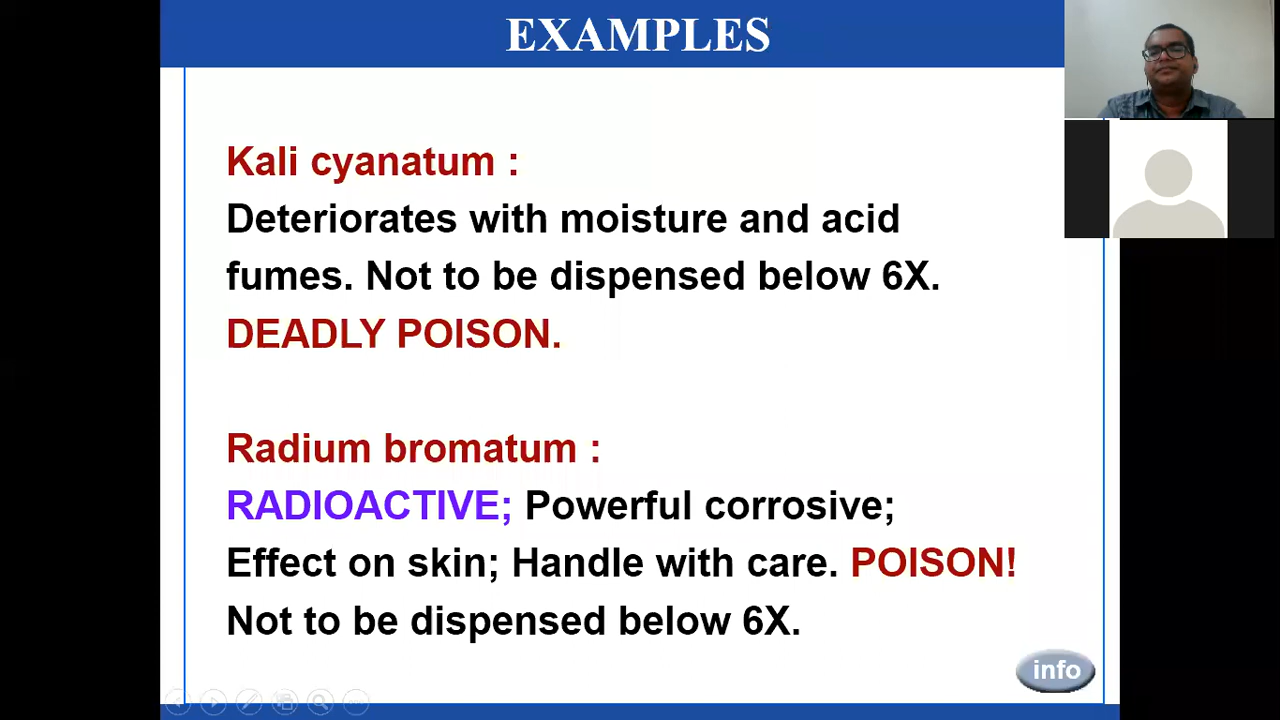 EXAMPLES
Kali cyanatum :
Deteriorates with moisture and acid
fumes. Not to be dispensed below 6X.
DEADLY POISON.
Radium bromatum :
RADIOACTIVE; Powerful corrosive;
Effect on skin; Handle with care. POISON!
Not to be dispensed below 6X.
info